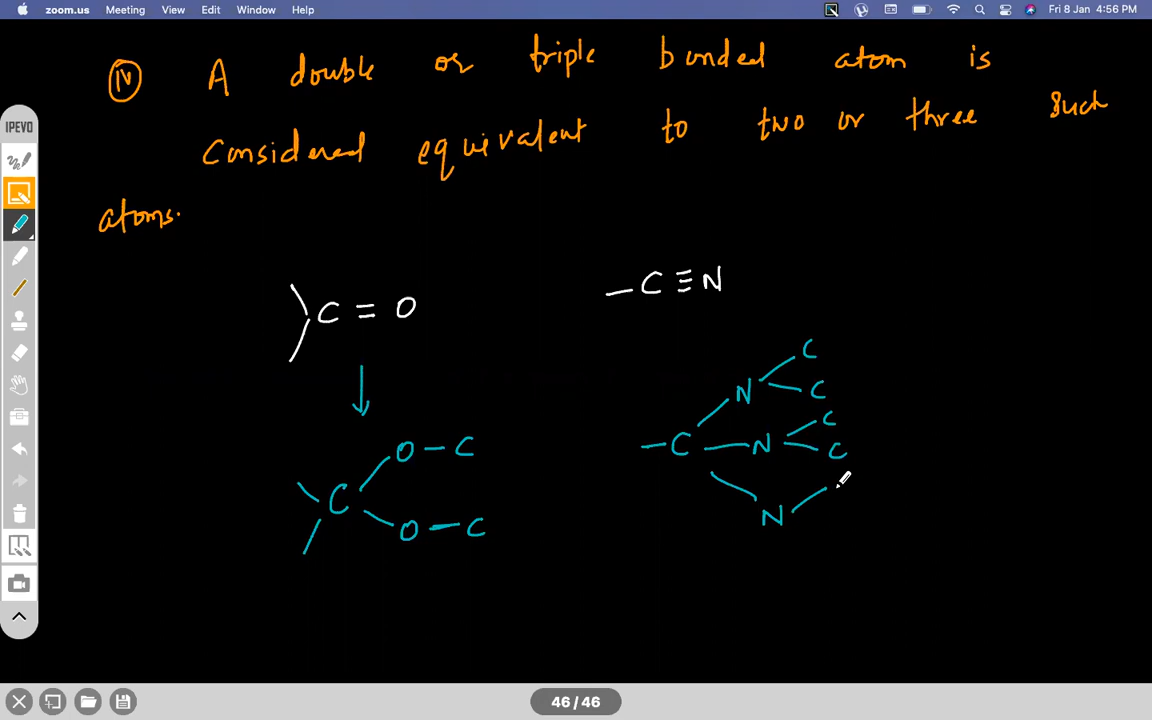 zoom.us Meeting View Edit Window Help Fri 8 Jan 4:56 PM
(iv) A double or triple bonded atom is
Considered equivalent to two or three such
atoms.
IPEVO
C = O
— C ≡ N
C
N
C
C
O — C
— C — N
C
C
O — C
N
46 / 46